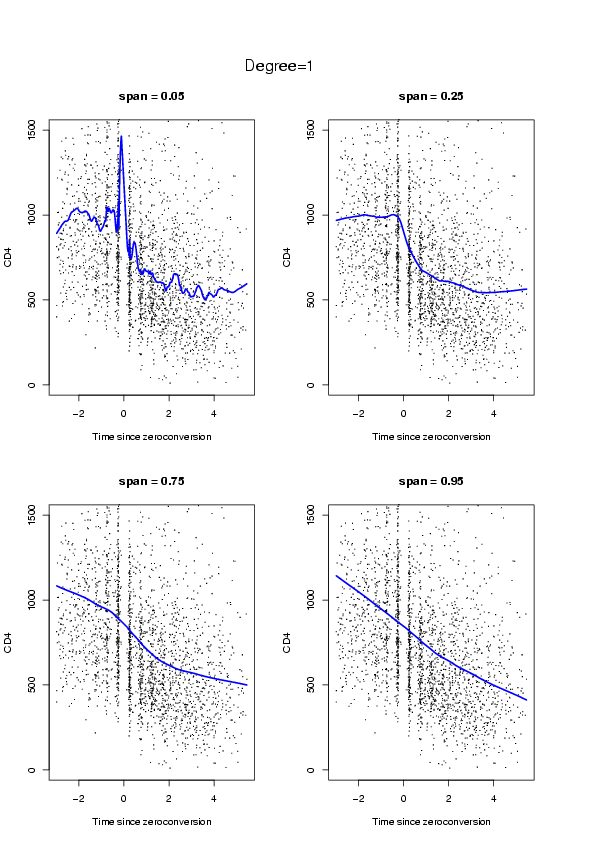 Degree=1
span = 0.05
span = 0.25
1500
1000
500
0
CD4
−2 0 2 4
Time since zeroconversion
1500
1000
500
0
CD4
−2 0 2 4
Time since zeroconversion
span = 0.75
span = 0.95
1500
1000
500
0
CD4
−2 0 2 4
Time since zeroconversion
1500
1000
500
0
CD4
−2 0 2 4
Time since zeroconversion